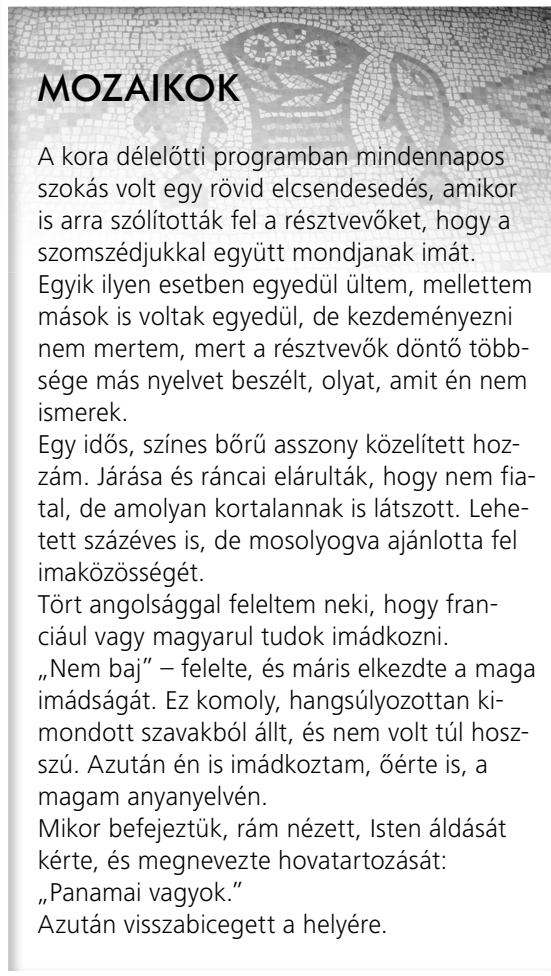 MOZAIKOK
A kora délelőtti programban mindennapos
szokás volt egy rövid elcsendesedés, amikor
is arra szólították fel a résztvevőket, hogy a
szomszédjukkal együtt mondjanak imát.
Egyik ilyen esetben egyedül ültem, mellettem
mások is voltak egyedül, de kezdeményezni
nem mertem, mert a résztvevők döntő több-
sége más nyelvet beszélt, olyat, amit én nem
ismerek.
Egy idős, színes bőrű asszony közelített hoz-
zám. Járása és ráncai elárulták, hogy nem fia-
tal, de amolyan kortalannak is látszott. Lehe-
tett százéves is, de mosolyogva ajánlotta fel
imaközösségét.
Tört angolsággal feleltem neki, hogy fran-
ciául vagy magyarul tudok imádkozni.
„Nem baj” – felelte, és máris elkezdte a maga
imádságát. Ez komoly, hangsúlyozottan ki-
mondott szavakból állt, és nem volt túl hosz-
szú. Azután én is imádkoztam, őérte is, a
magam anyanyelvén.
Mikor befejeztük, rám nézett, Isten áldását
kérte, és megnevezte hovatartozását:
„Panamai vagyok.”
Azután visszabicegett a helyére.